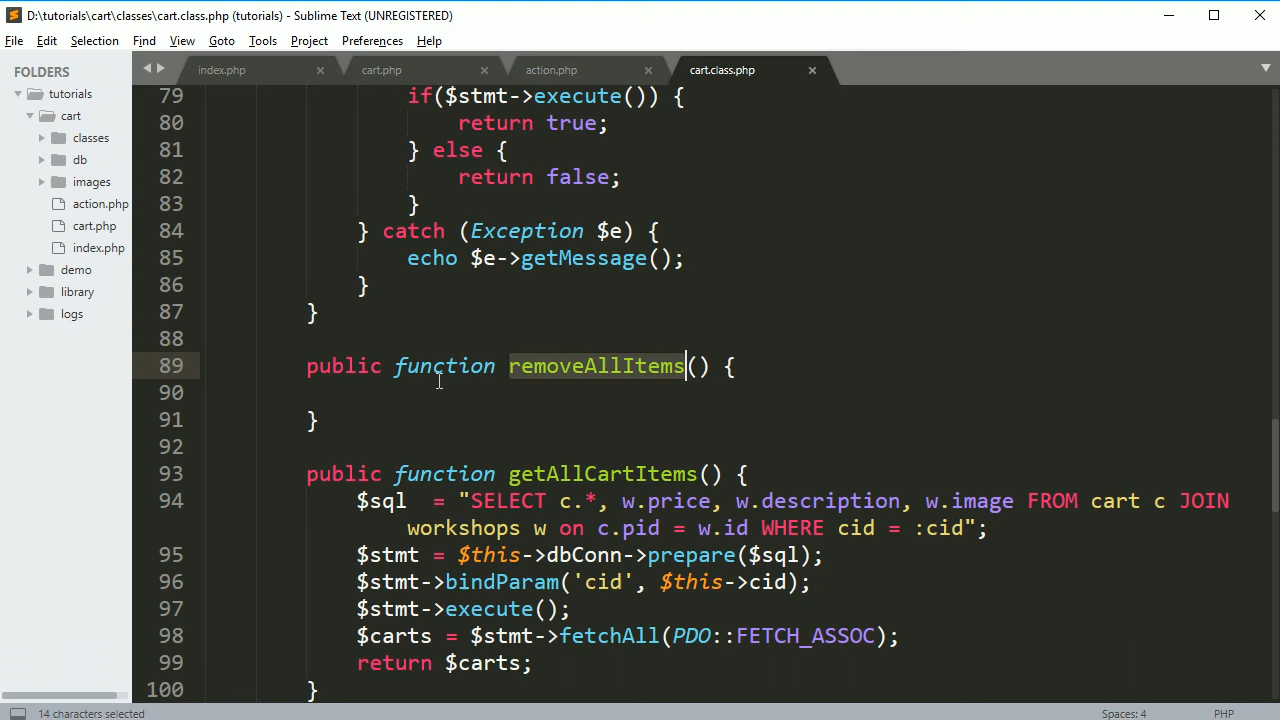 D:\tutorials\cart\classes\cart.class.php (tutorials) - Sublime Text (UNREGISTERED)
File Edit Selection Find View Goto Tools Project Preferences Help
FOLDERS
tutorials
cart
classes
db
images
action.php
cart.php
index.php
demo
library
logs
index.php × cart.php × action.php × cart.class.php ×
79 if($stmt->execute()) {
80 return true;
81 } else {
82 return false;
83 }
84 } catch (Exception $e) {
85 echo $e->getMessage();
86 }
87 }
88
89 public function removeAllItems() {
90
91 }
92
93 public function getAllCartItems() {
94 $sql = "SELECT c.*, w.price, w.description, w.image FROM cart c JOIN
workshops w on c.pid = w.id WHERE cid = :cid";
95 $stmt = $this->dbConn->prepare($sql);
96 $stmt->bindParam('cid', $this->cid);
97 $stmt->execute();
98 $carts = $stmt->fetchAll(PDO::FETCH_ASSOC);
99 return $carts;
100 }
14 characters selected Spaces: 4 PHP